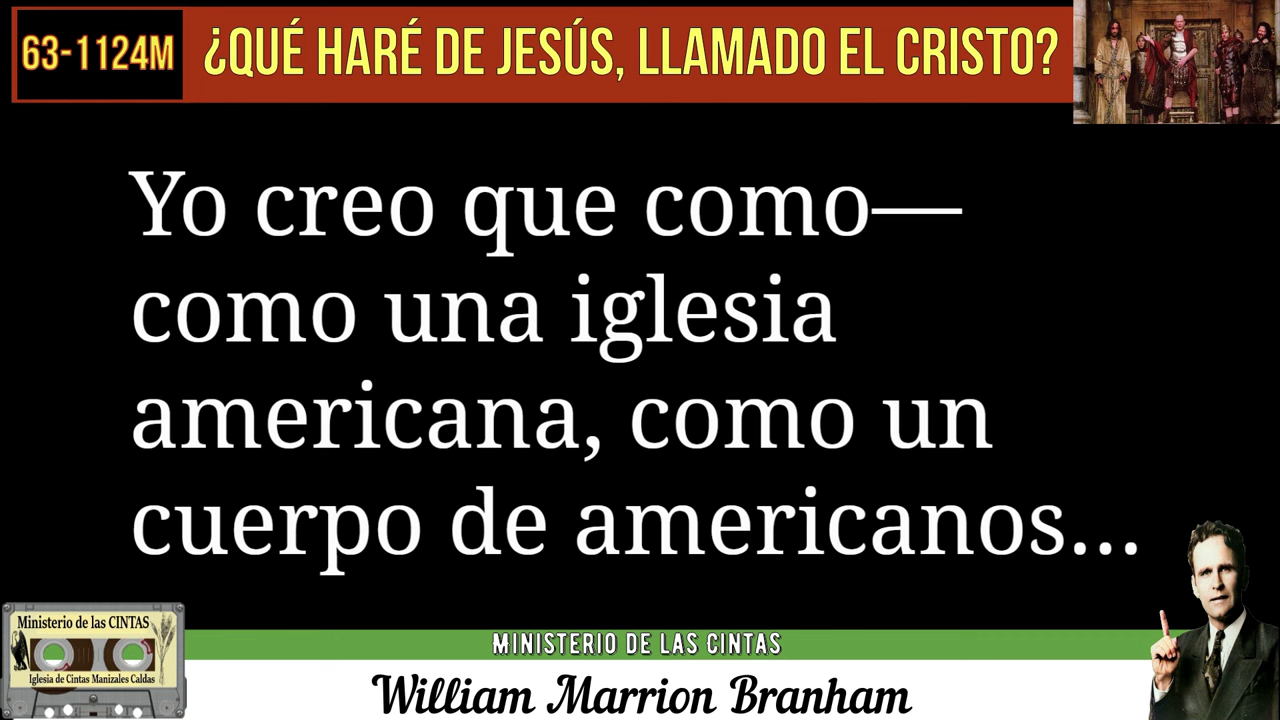 63-1124M
¿QUÉ HARÉ DE JESÚS, LLAMADO EL CRISTO?
Yo creo que como—
como una iglesia
americana, como un
cuerpo de americanos...
Ministerio de las CINTAS
Iglesia de Cintas Manizales Caldas
MINISTERIO DE LAS CINTAS
William Marrion Branham